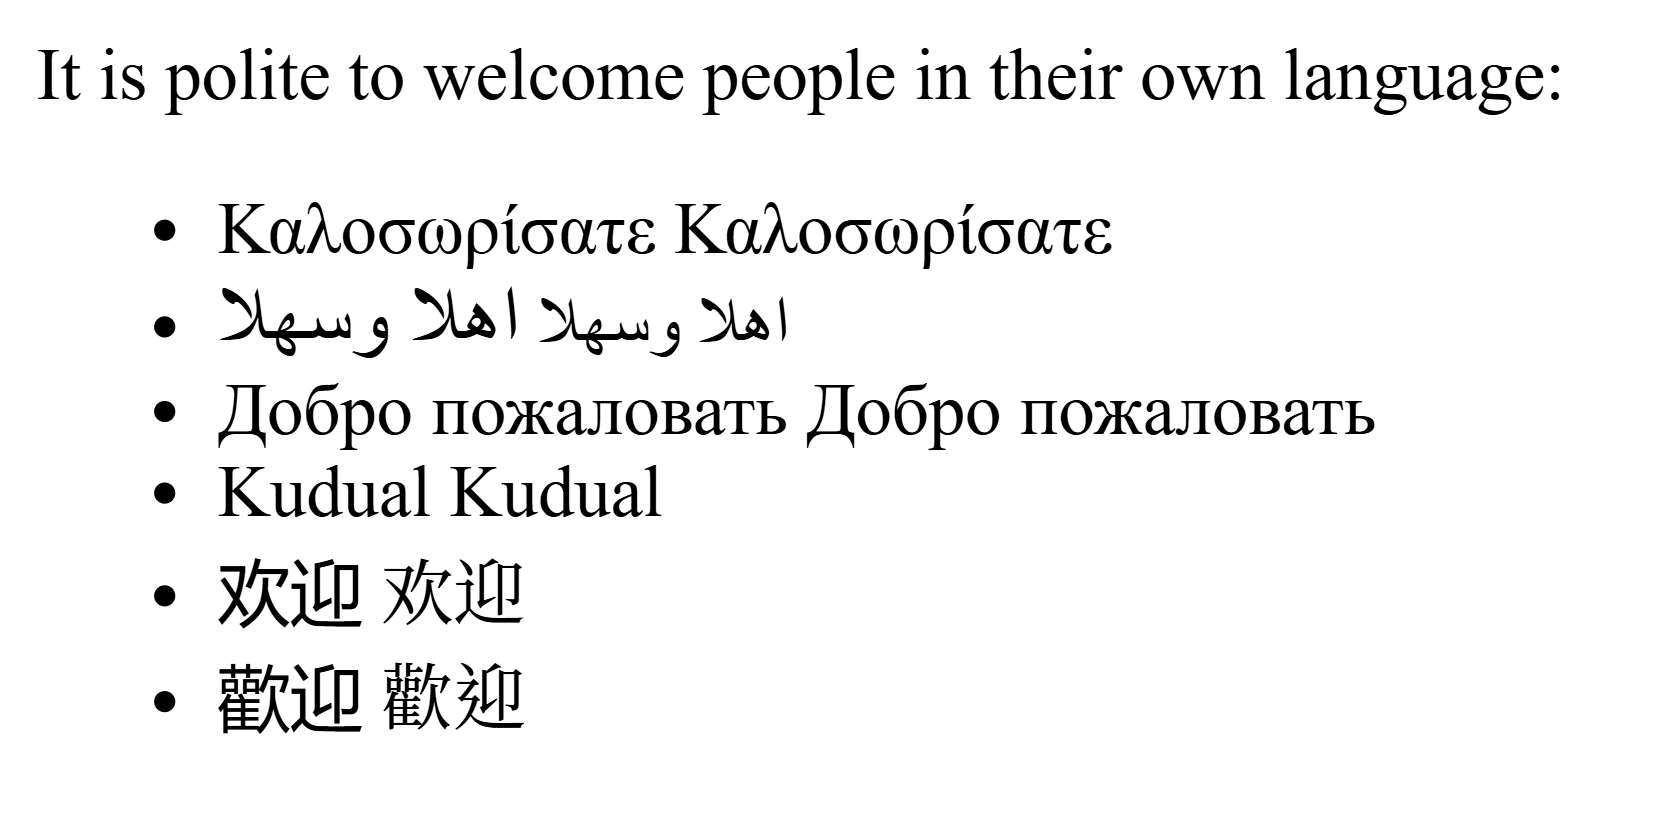 It is polite to welcome people in their own language:
• Καλοσωρίσατε Καλοσωρίσατε
• اهلا وسهلا اهلا وسهلا
• Добро пожаловать Добро пожаловать
• Kudual Kudual
• 欢迎 欢迎
• 歡迎 歡迎